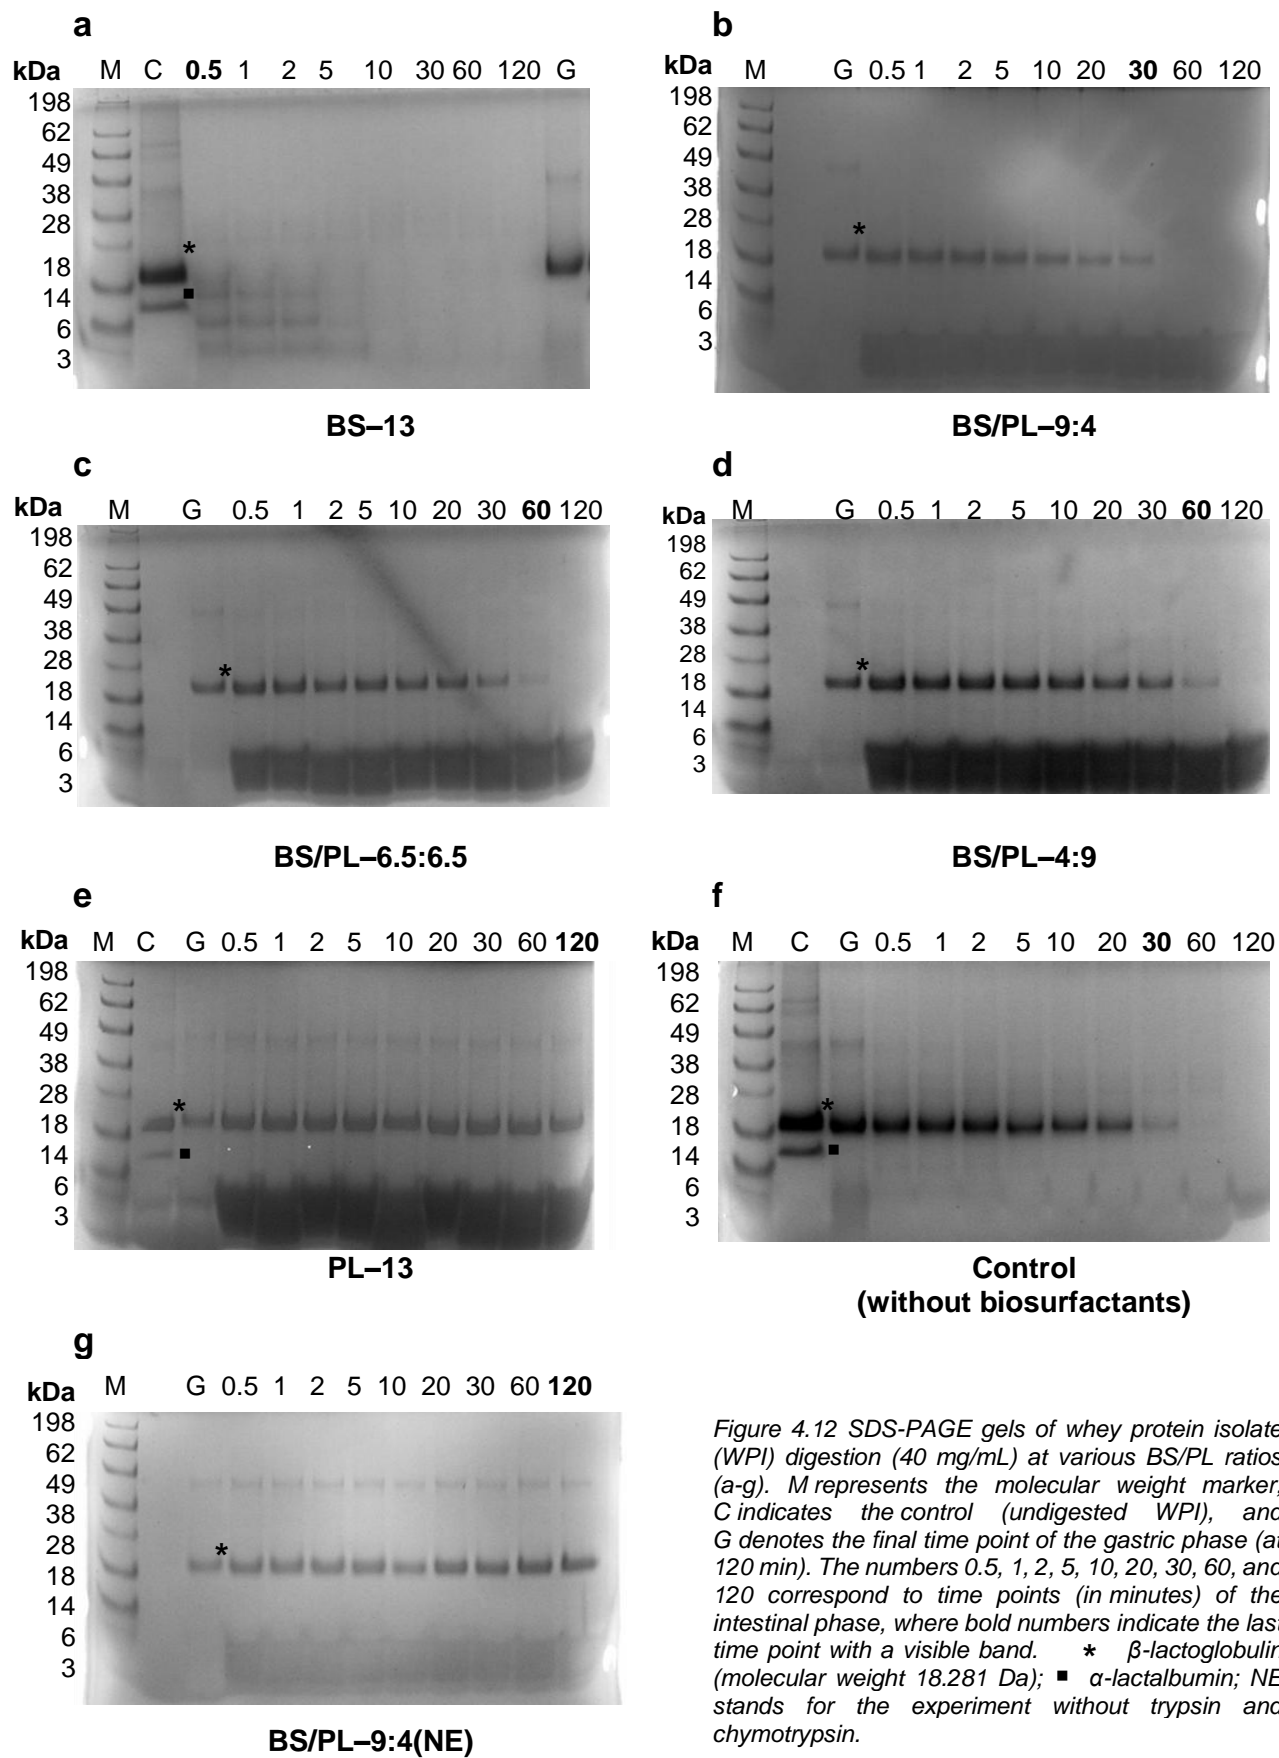 a
kDa M C 0.5 1 2 5 10 30 60 120 G
198
62
49
38
28
18
14
6
3
*
■
BS–13
b
kDa M G 0.5 1 2 5 10 20 30 60 120
198
62
49
38
28
18
14
6
3
*
BS/PL–9:4
c
kDa M G 0.5 1 2 5 10 20 30 60 120
198
62
49
38
28
18
14
6
3
*
BS/PL–6.5:6.5
d
kDa M G 0.5 1 2 5 10 20 30 60 120
198
62
49
38
28
18
14
6
3
*
BS/PL–4:9
e
kDa M C G 0.5 1 2 5 10 20 30 60 120
198
62
49
38
28
18
14
6
3
*
■
PL–13
f
kDa M C G 0.5 1 2 5 10 20 30 60 120
198
62
49
38
28
18
14
6
3
*
■
Control
(without biosurfactants)
g
kDa M G 0.5 1 2 5 10 20 30 60 120
198
62
49
38
28
18
14
6
3
*
BS/PL–9:4(NE)
Figure 4.12 SDS-PAGE gels of whey protein isolate
(WPI) digestion (40 mg/mL) at various BS/PL ratios
(a-g). M represents the molecular weight marker,
C indicates the control (undigested WPI), and
G denotes the final time point of the gastric phase (at
120 min). The numbers 0.5, 1, 2, 5, 10, 20, 30, 60, and
120 correspond to time points (in minutes) of the
intestinal phase, where bold numbers indicate the last
time point with a visible band. * β-lactoglobulin
(molecular weight 18.281 Da); ■ α-lactalbumin; NE
stands for the experiment without trypsin and
chymotrypsin.